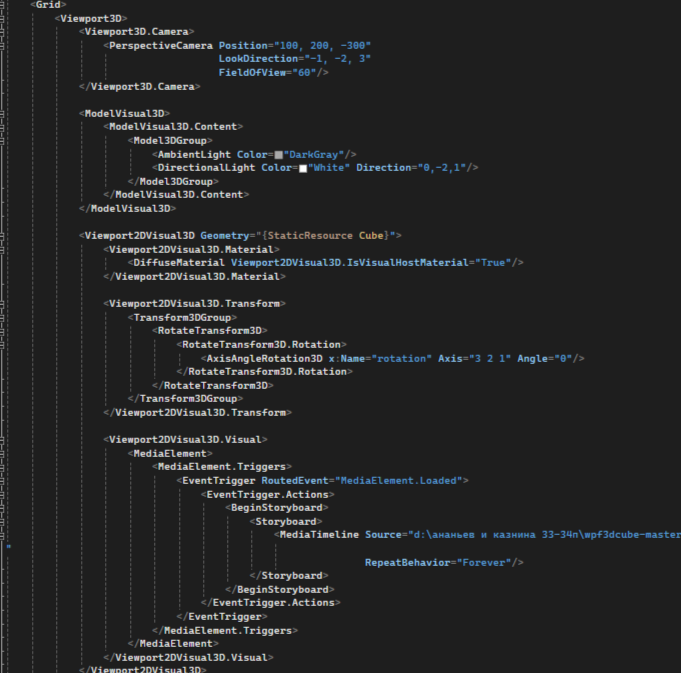 <Grid>
<Viewport3D>
<Viewport3D.Camera>
<PerspectiveCamera Position="100, 200, -300"
LookDirection="-1, -2, 3"
FieldOfView="60"/>
</Viewport3D.Camera>
<ModelVisual3D>
<ModelVisual3D.Content>
<Model3DGroup>
<AmbientLight Color="DarkGray"/>
<DirectionalLight Color="White" Direction="0,-2,1"/>
</Model3DGroup>
</ModelVisual3D.Content>
</ModelVisual3D>
<Viewport2DVisual3D Geometry="{StaticResource Cube}">
<Viewport2DVisual3D.Material>
<DiffuseMaterial Viewport2DVisual3D.IsVisualHostMaterial="True"/>
</Viewport2DVisual3D.Material>
<Viewport2DVisual3D.Transform>
<Transform3DGroup>
<RotateTransform3D>
<RotateTransform3D.Rotation>
<AxisAngleRotation3D x:Name="rotation" Axis="3 2 1" Angle="0"/>
</RotateTransform3D.Rotation>
</RotateTransform3D>
</Transform3DGroup>
</Viewport2DVisual3D.Transform>
<Viewport2DVisual3D.Visual>
<MediaElement>
<MediaElement.Triggers>
<EventTrigger RoutedEvent="MediaElement.Loaded">
<EventTrigger.Actions>
<BeginStoryboard>
<Storyboard>
<MediaTimeline Source="d:\ананьев и казнина 33-34п\wpf3dcube-master
"
RepeatBehavior="Forever"/>
</Storyboard>
</BeginStoryboard>
</EventTrigger.Actions>
</EventTrigger>
</MediaElement.Triggers>
</MediaElement>
</Viewport2DVisual3D.Visual>
</Viewport2DVisual3D>